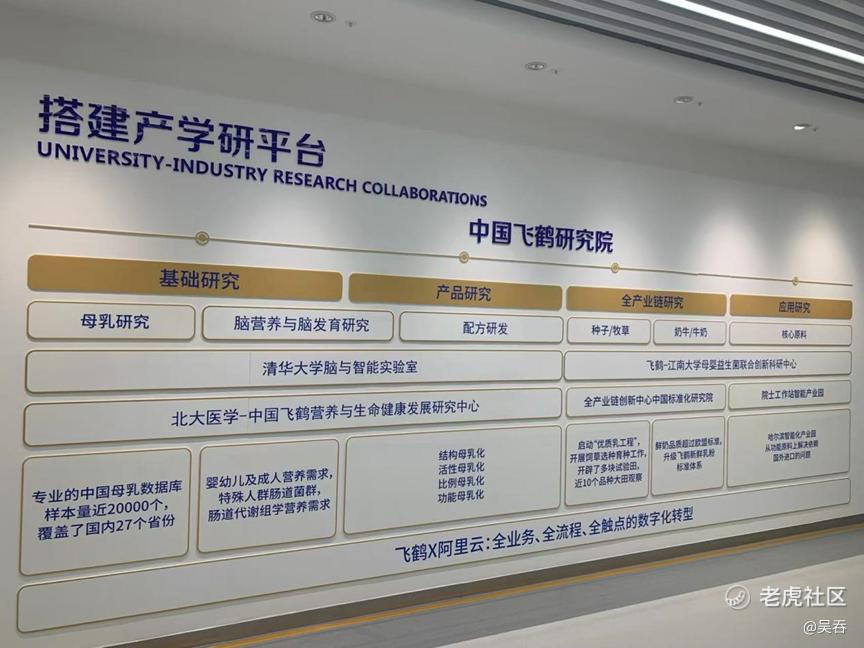 搭建产学研平台
UNIVERSITY-INDUSTRY RESEARCH COLLABORATIONS
中国飞鹤研究院
基础研究
产品研究
全产业链研究
应用研究
母乳研究
脑营养与脑发育研究
配方研发
种子/牧草
奶牛/牛奶
核心原料
清华大学脑与智能实验室
飞鹤-江南大学母婴益生菌联合创新科研中心
北大医学-中国飞鹤营养与生命健康发展研究中心
全产业链创新中心中国标准化研究院
院士工作站智能产业园
专业的中国母乳数据库
样本量近20000个,
覆盖了国内27个省份
婴幼儿及成人营养需求,
特殊人群肠道菌群,
肠道代谢组学营养需求
结构母乳化
活性母乳化
比例母乳化
功能母乳化
启动“优质乳工程”,
开展饲草选种育种工作,
开辟了多块试验田,
近10个品种大田观察
鲜奶品质超过欧盟标准,
升级飞鹤新鲜乳粉
标准体系
哈尔滨智能化产业园
从功能原料上解决依赖
国外进口的问题
飞鹤X阿里云:全业务、全流程、全触点的数字化转型
老虎社区
@吴吞